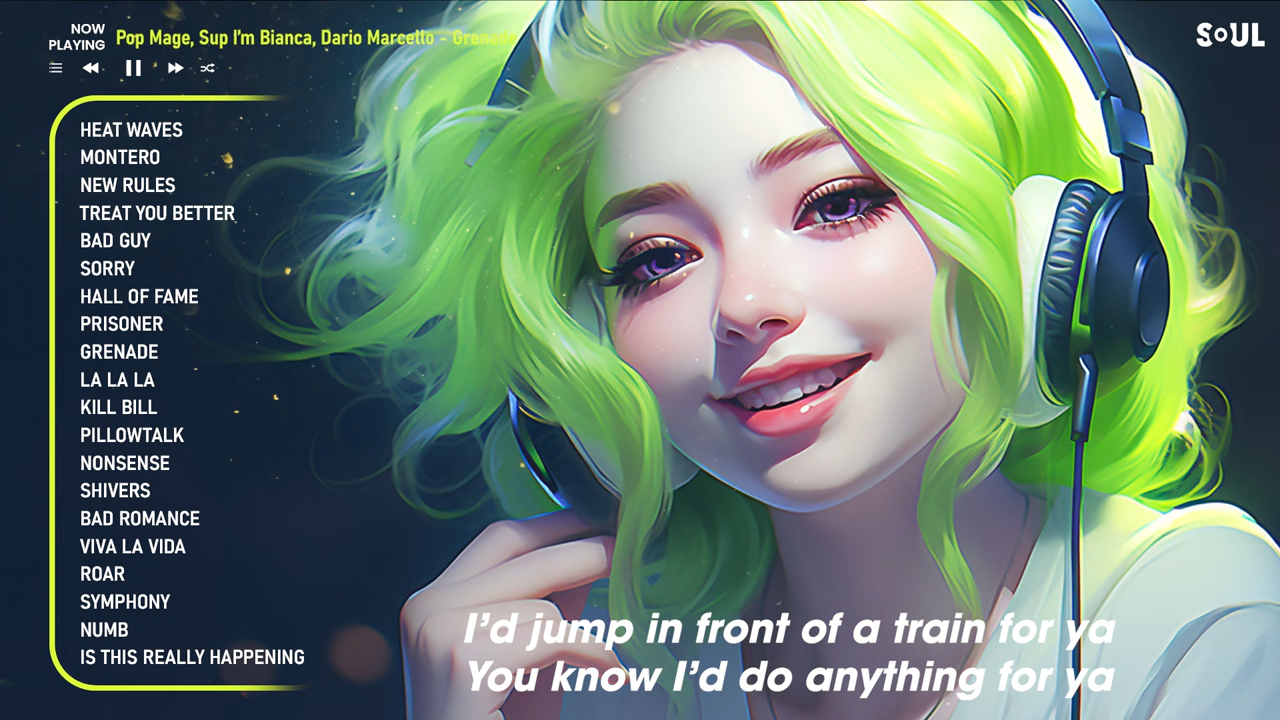 NOW
PLAYING
Pop Mage, Sup I'm Bianca, Dario Marcello - Grenade
SOUL
HEAT WAVES
MONTERO
NEW RULES
TREAT YOU BETTER
BAD GUY
SORRY
HALL OF FAME
PRISONER
GRENADE
LA LA LA
KILL BILL
PILLOWTALK
NONSENSE
SHIVERS
BAD ROMANCE
VIVA LA VIDA
ROAR
SYMPHONY
NUMB
IS THIS REALLY HAPPENING
I'd jump in front of a train for ya
You know I'd do anything for ya